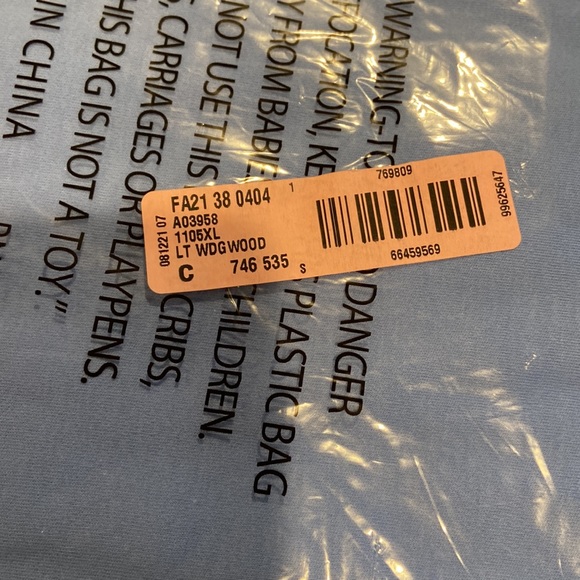 WARNING-TO DANGER
FOCATION, KE PLASTIC BAG
FROM BABIE CHILDREN.
NOT USE THIS CRIBS,
CARRIAGES OR PLAYPENS.
HIS BAG IS NOT A TOY."
IN CHINA
FA21 38 0404 1
A03958
1105XL
LT WDGWOOD
C 746 535 S
081221 07
769809
66459569
99625647